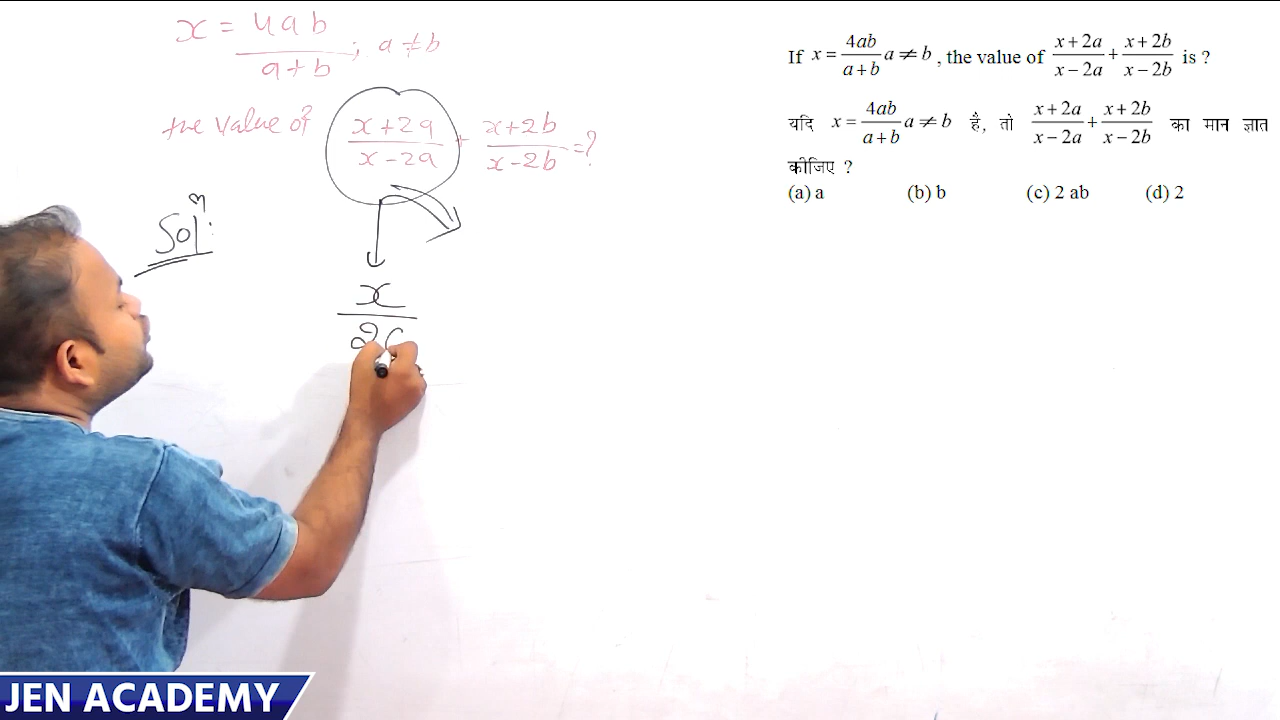 x = 4ab/a+b ; a ≠ b
the value of x+2a/x-2a + x+2b/x-2b = ?
Sol^n:
x/2a
If x = 4ab/a+b a ≠ b , the value of x+2a/x−2a + x+2b/x−2b is ?
यदि x = 4ab/a+b a ≠ b है, तो x+2a/x−2a + x+2b/x−2b का मान ज्ञात
कीजिए ?
(a) a (b) b (c) 2 ab (d) 2
JEN ACADEMY